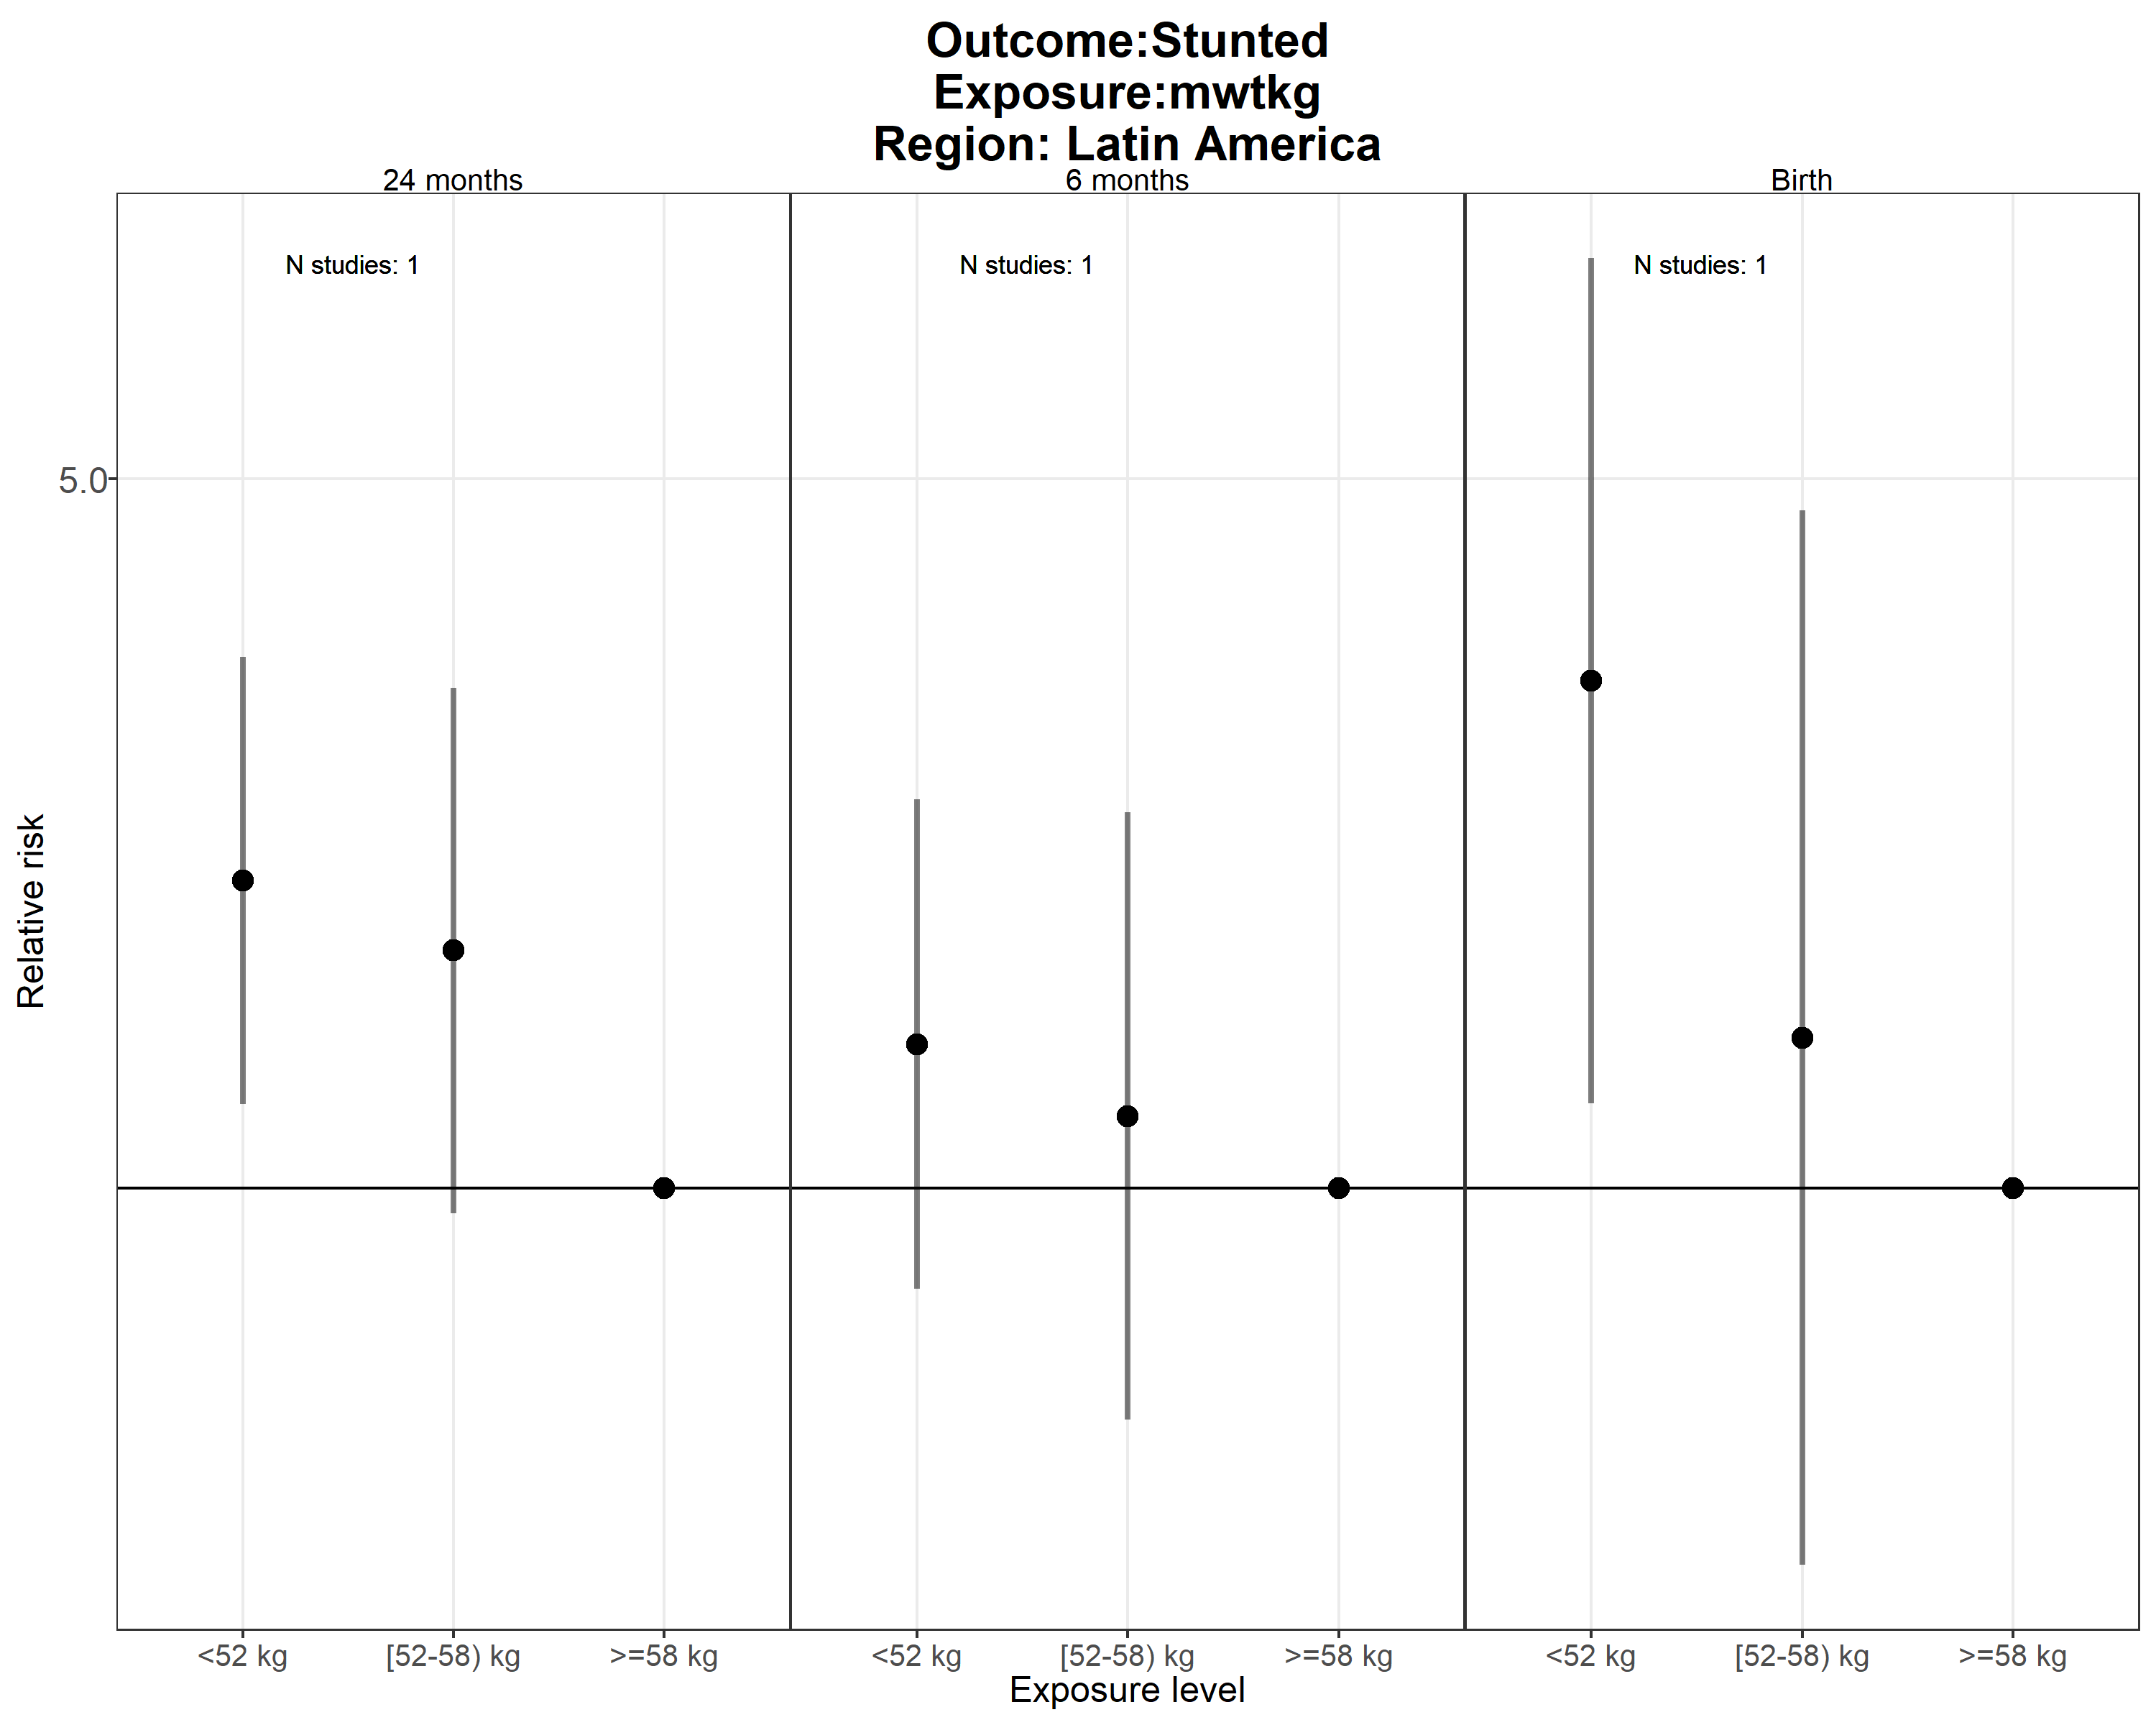 Outcome:Stunted
Exposure:mwtkg
Region: Latin America
24 months
6 months
Birth
N studies: 1
N studies: 1
N studies: 1
5.0
Relative risk
<52 kg
[52-58) kg
>=58 kg
<52 kg
[52-58) kg
>=58 kg
<52 kg
[52-58) kg
>=58 kg
Exposure level